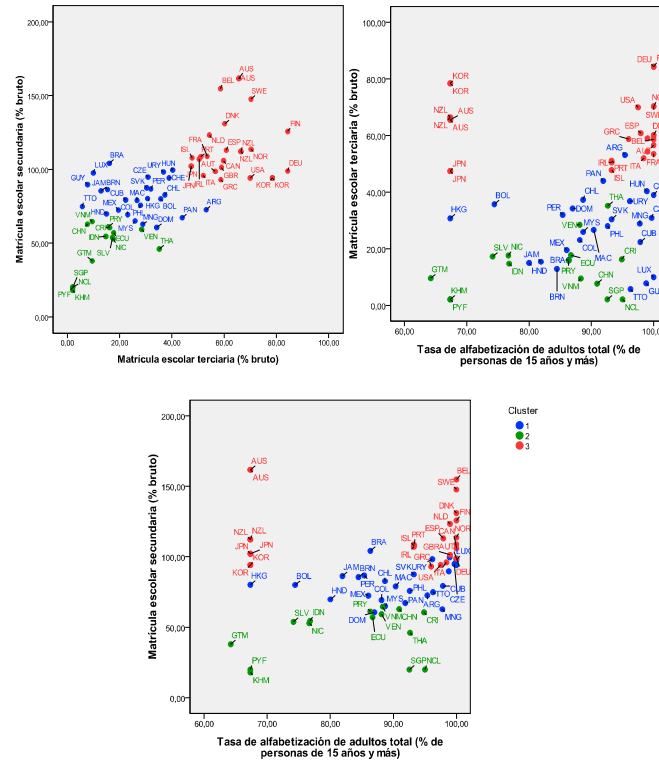 200,00
150,00
100,00
50,00
0,00
Matrícula escolar secundaria (% bruto)
AUS
AUS
BEL
SWE
DNK
FIN
FRA
NLD
PRT
ESP
ISL
AUT
CAN
NZL
NZL
NOR
BRA
LUX
CZE
URY
HUN
CHE
JPN
IRL
ITA
GBR
GRC
USA
KOR
KOR
DEU
GUY
JAM
BRN
SVK
PER
CHL
TTO
CUB
MAC
MEX
HKG
BOL
PAN
ARG
VNM
HND
COL
PHL
MNG
DOM
CHN
CRI
PRY
MYS
IDN
ECU
VEN
SLV
NIC
THA
GTM
SGP
NCL
PYF
KHM
0,00
20,00
40,00
60,00
80,00
100,00
Matrícula escolar terciaria (% bruto)
100,00
80,00
60,00
40,00
20,00
0,00
Matrícula escolar terciaria (% bruto)
DEU
KOR
KOR
USA
NZL
AUS
NZL
AUS
ESP
GRC
BEL
ARG
JPN
JPN
IRL
PRT
ISL
AUT
FRA
PAN
HUN
CHL
THA
URY
BOL
PER
DOM
HKG
VEN
MYS
SVK
PHL
MNG
CUB
SLV
NIC
IDN
JAM
HND
MEX
BRA
PRY
ECU
MAC
CRI
BRN
VNM
CHN
LUX
GTM
PYF
KHM
SGP
TTO
NCL
60,00
70,00
80,00
90,00
100,00
Tasa de alfabetización de adultos total (% de
personas de 15 años y más)
200,00
150,00
100,00
50,00
0,00
Matrícula escolar secundaria (% bruto)
AUS
AUS
BEL
SWE
DNK
FIN
NLD
NZL
NZL
JPN
JPN
KOR
KOR
ESP
CAN
NOR
ISL
PRT
BRA
IRL
GRC
GBR
AUT
LUX
HKG
BOL
JAM
BRN
CHL
SVK
URY
USA
ITA
DEU
PER
MAC
CUB
HND
MEX
COL
PHL
TTO
CZE
MYS
PAN
ARG
MNG
SLV
IDN
NIC
PRY
DOM
ECU
VNM
CHN
VEN
CRI
THA
GTM
PYF
KHM
SGP
NCL
60,00
70,00
80,00
90,00
100,00
Tasa de alfabetización de adultos total (% de
personas de 15 años y más)
Cluster
1
2
3